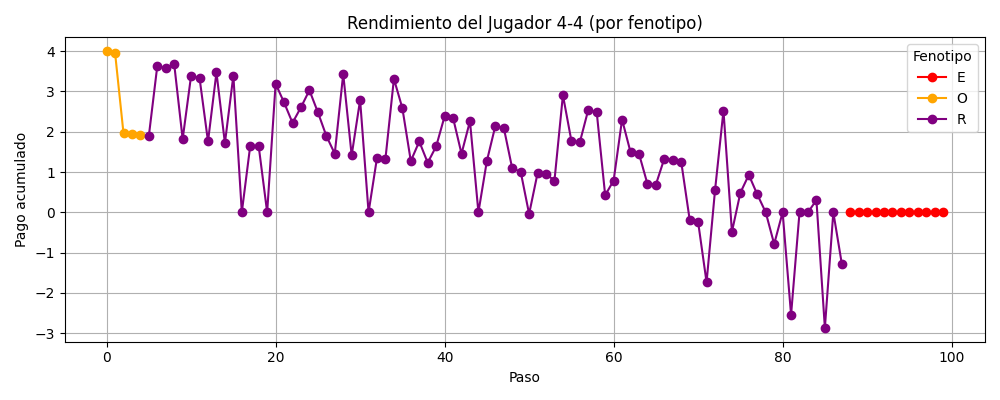 Rendimiento del Jugador 4-4 (por fenotipo)
Pago acumulado
4
3
2
1
0
−1
−2
−3
Fenotipo
E
O
R
0 20 40 60 80 100
Paso